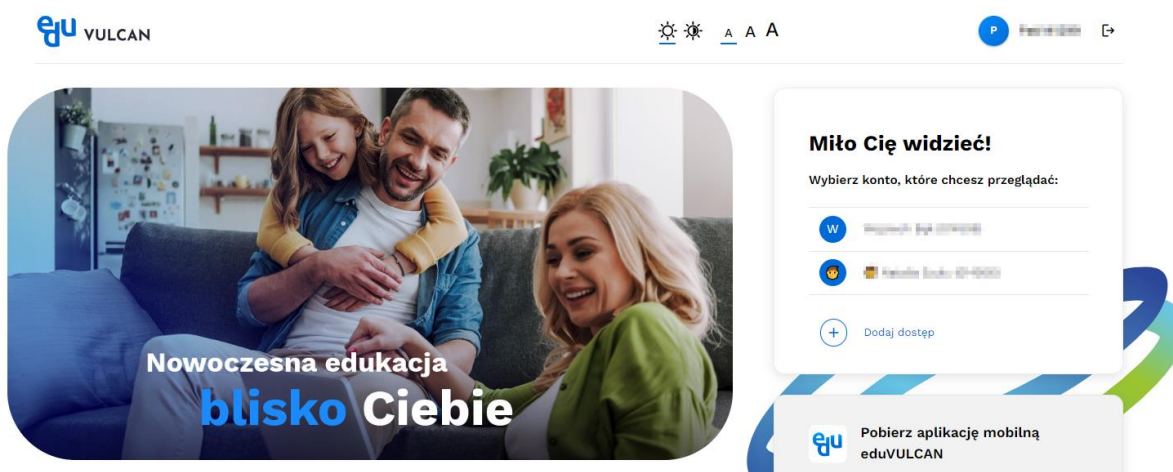 edu VULCAN
A A A
P
Nowoczesna edukacja
blisko Ciebie
Miło Cię widzieć!
Wybierz konto, które chcesz przeglądać:
W
Dodaj dostęp
edu
Pobierz aplikację mobilną
eduVULCAN